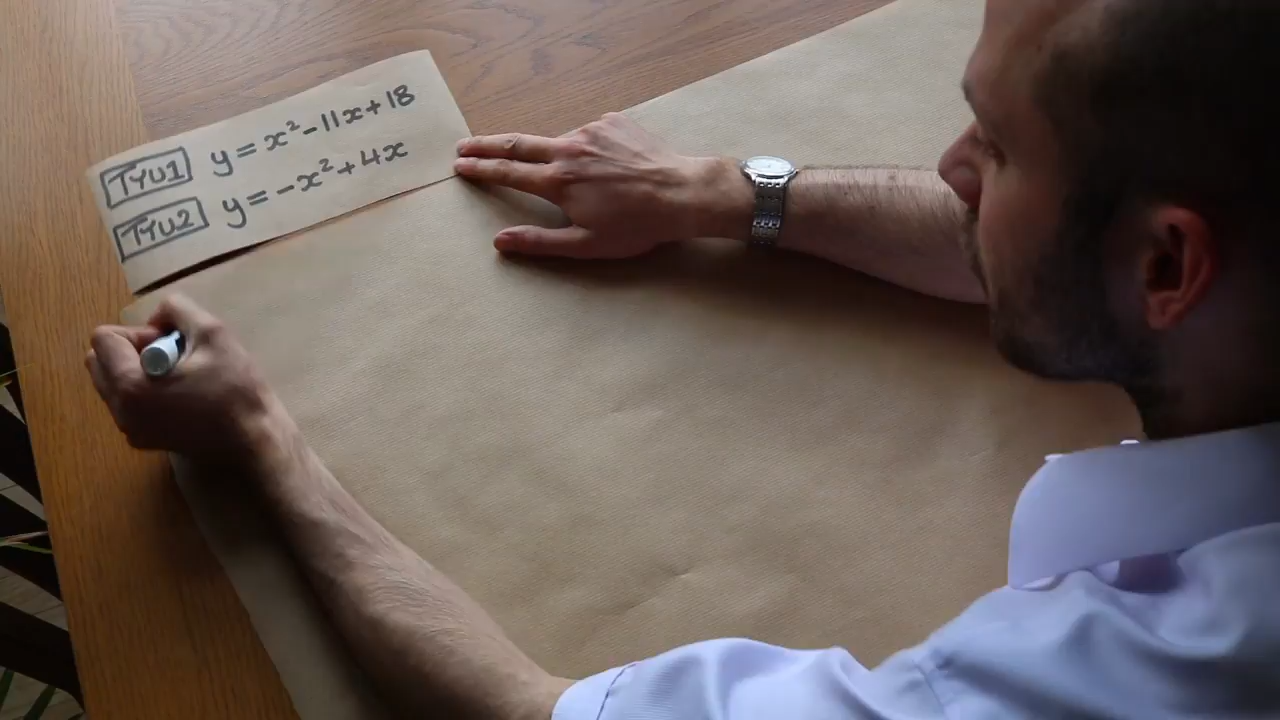 TYU1 y = x² - 11x + 18
TYU2 y = -x² + 4x